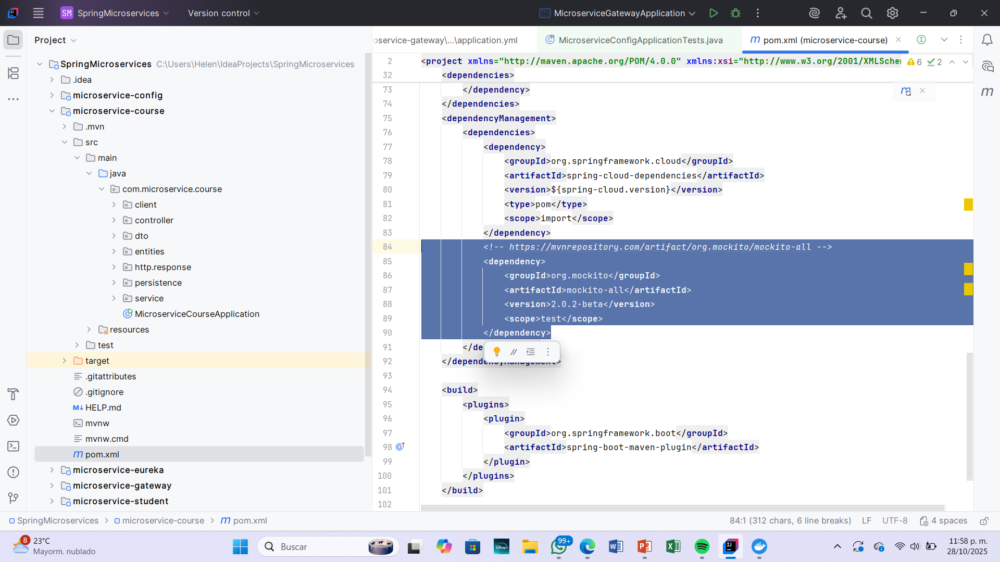 SM SpringMicroservices Version control MicroserviceGatewayApplication
Project
oservice-gateway\...\application.yml MicroserviceConfigApplicationTests.java m pom.xml (microservice-course)
SpringMicroservices C:\Users\Helen\IdeaProjects\SpringMicroservices
.idea
microservice-config
microservice-course
.mvn
src
main
java
com.microservice.course
client
controller
dto
entities
http.response
persistence
service
MicroserviceCourseApplication
resources
test
target
.gitattributes
.gitignore
M↓ HELP.md
mvnw
mvnw.cmd
m pom.xml
microservice-eureka
microservice-gateway
microservice-student
2 <project xmlns="http://maven.apache.org/POM/4.0.0" xmlns:xsi="http://www.w3.org/2001/XMLSchem 6 2
32 <dependencies>
73 </dependency>
74 </dependencies>
75 <dependencyManagement>
76 <dependencies>
77 <dependency>
78 <groupId>org.springframework.cloud</groupId>
79 <artifactId>spring-cloud-dependencies</artifactId>
80 <version>${spring-cloud.version}</version>
81 <type>pom</type>
82 <scope>import</scope>
83 </dependency>
84 <!-- https://mvnrepository.com/artifact/org.mockito/mockito-all -->
85 <dependency>
86 <groupId>org.mockito</groupId>
87 <artifactId>mockito-all</artifactId>
88 <version>2.0.2-beta</version>
89 <scope>test</scope>
90 </dependency>
91 </de
92 </dependencyManagement>
93
94 <build>
95 <plugins>
96 <plugin>
97 <groupId>org.springframework.boot</groupId>
98 <artifactId>spring-boot-maven-plugin</artifactId>
99 </plugin>
100 </plugins>
101 </build>
102
SpringMicroservices > microservice-course > m pom.xml
84:1 (312 chars, 6 line breaks) LF UTF-8 4 spaces
8 23°C
Mayorm. nublado
Buscar
99+
11:58 p. m.
28/10/2025